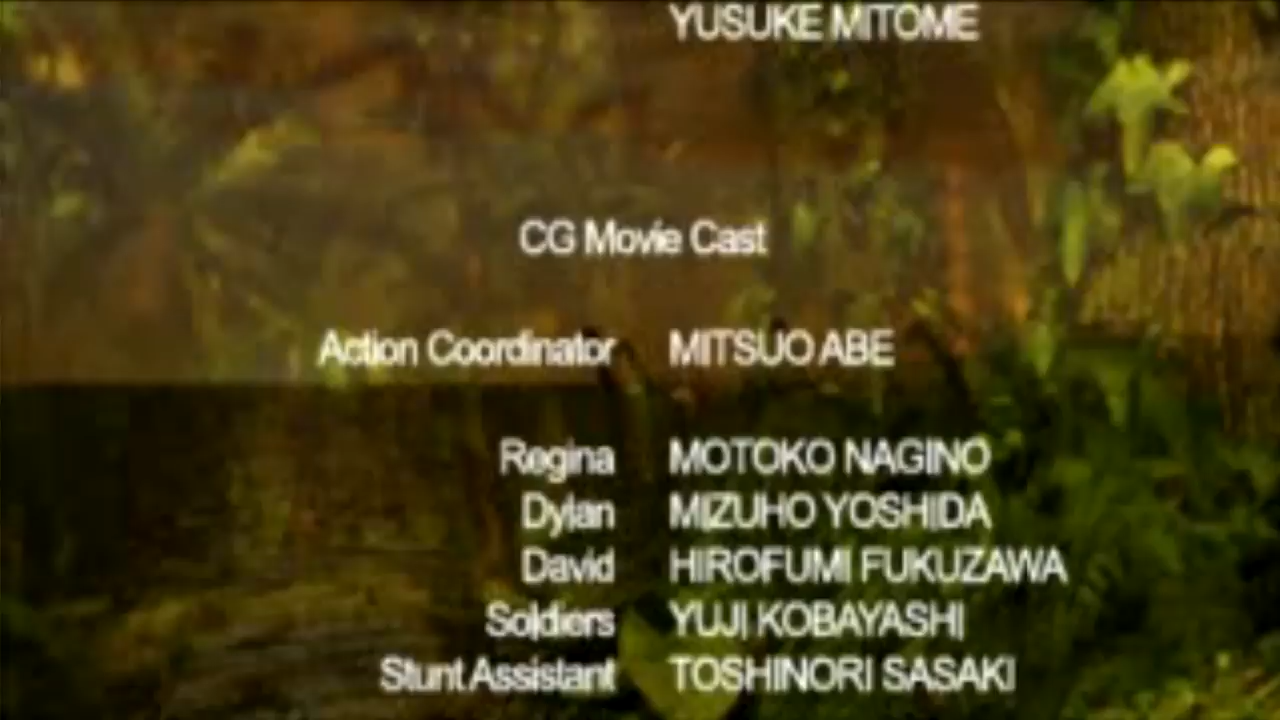 YUSUKE MITOME
CG Movie Cast
Action Coordinator MITSUO ABE
Regina MOTOKO NAGINO
Dylan MIZUHO YOSHIDA
David HIROFUMI FUKUZAWA
Soldiers YUJI KOBAYASHI
Stunt Assistant TOSHINORI SASAKI